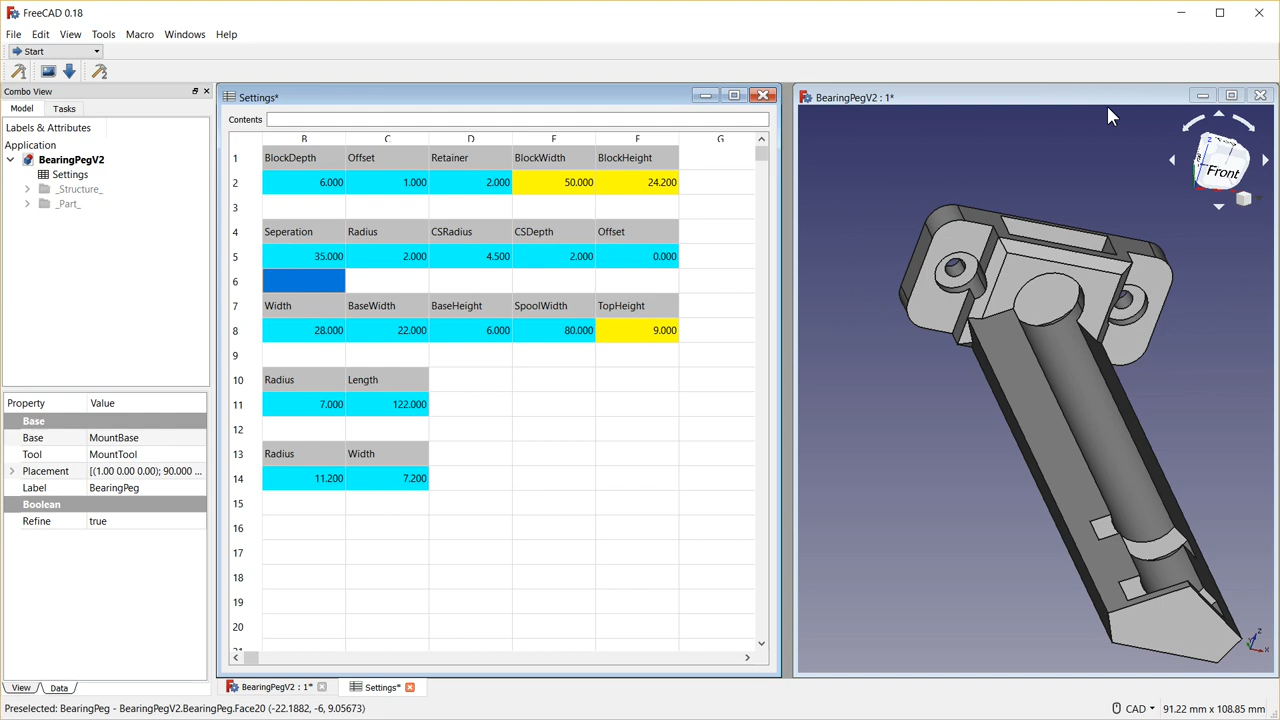 FreeCAD 0.18
File Edit View Tools Macro Windows Help
Start
Combo View
Model Tasks
Labels & Attributes
Application
BearingPegV2
Settings
_Structure_
_Part_
Property Value
Base
Base MountBase
Tool MountTool
Placement [(1.00 0.00 0.00); 90.000 ...
Label BearingPeg
Boolean
Refine true
View Data
Settings*
Contents
B C D E F G
1 BlockDepth Offset Retainer BlockWidth BlockHeight
2 6.000 1.000 2.000 50.000 24.200
3
4 Seperation Radius CSRadius CSDepth Offset
5 35.000 2.000 4.500 2.000 0.000
6
7 Width BaseWidth BaseHeight SpoolWidth TopHeight
8 28.000 22.000 6.000 80.000 9.000
9
10 Radius Length
11 7.000 122.000
12
13 Radius Width
14 11.200 7.200
15
16
17
18
19
20
BearingPegV2 : 1*
Front
BearingPegV2 : 1* Settings*
Preselected: BearingPeg - BearingPegV2.BearingPeg.Face20 (-22.1882, -6, 9.05673)
CAD 91.22 mm x 108.85 mm